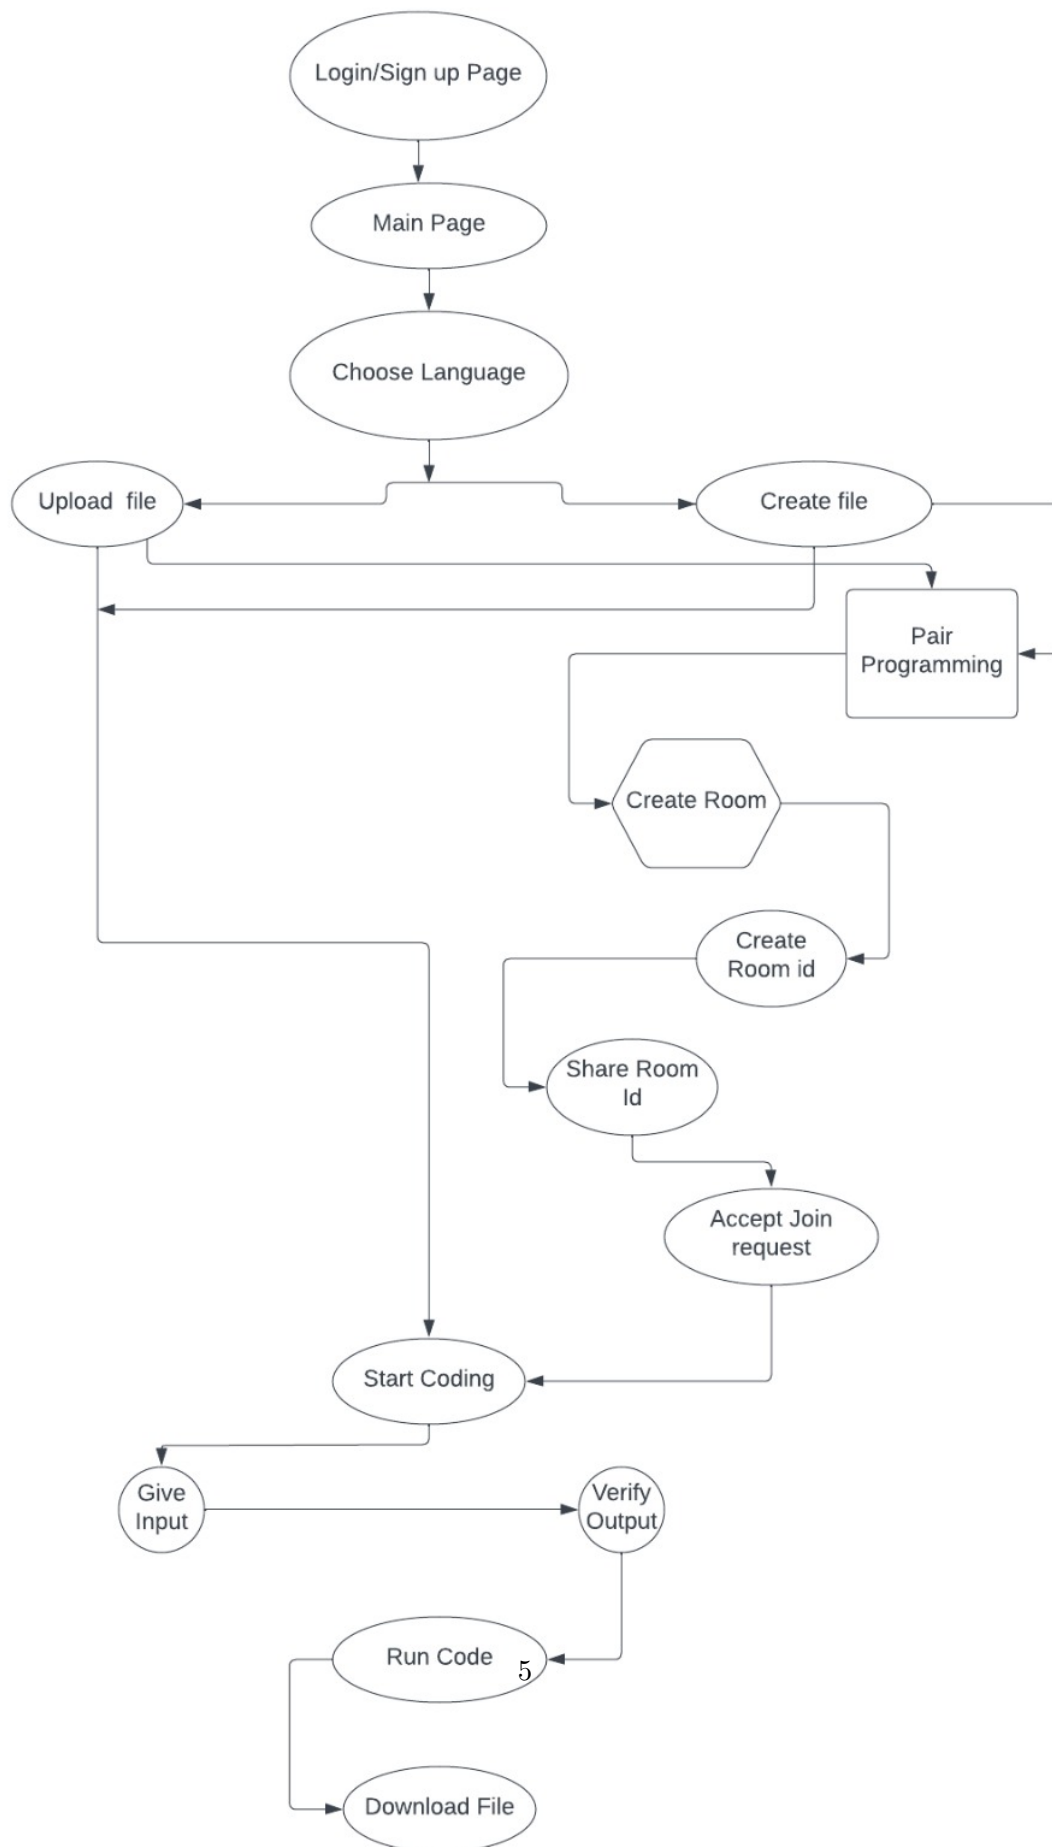 Login/Sign up Page
Main Page
Choose Language
Upload  file
Create file
Pair
Programming
Create Room
Create
Room id
Share Room
Id
Accept Join
request
Start Coding
Give
Input
Verify
Output
Run Code
5
Download File